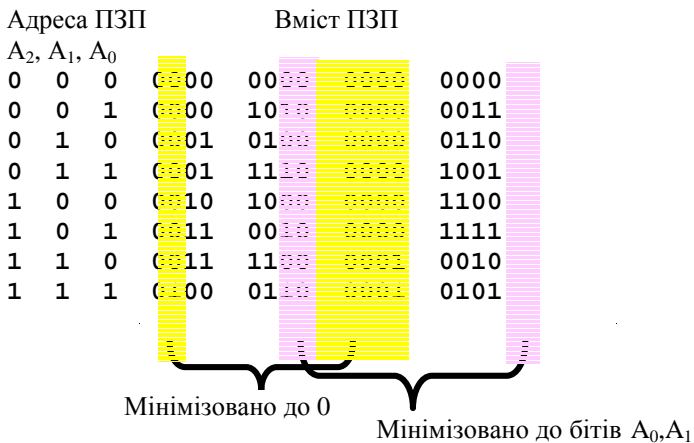 Адреса ПЗП Вміст ПЗП
A2, A1, A0
0 0 0 0000 0000 0000 0000
0 0 1 0000 1010 0000 0011
0 1 0 0001 0100 0000 0110
0 1 1 0001 1110 0000 1001
1 0 0 0010 1000 0000 1100
1 0 1 0011 0010 0000 1111
1 1 0 0011 1100 0001 0010
1 1 1 0100 0110 0001 0101
Мінімізовано до 0
Мінімізовано до бітів A0,A1